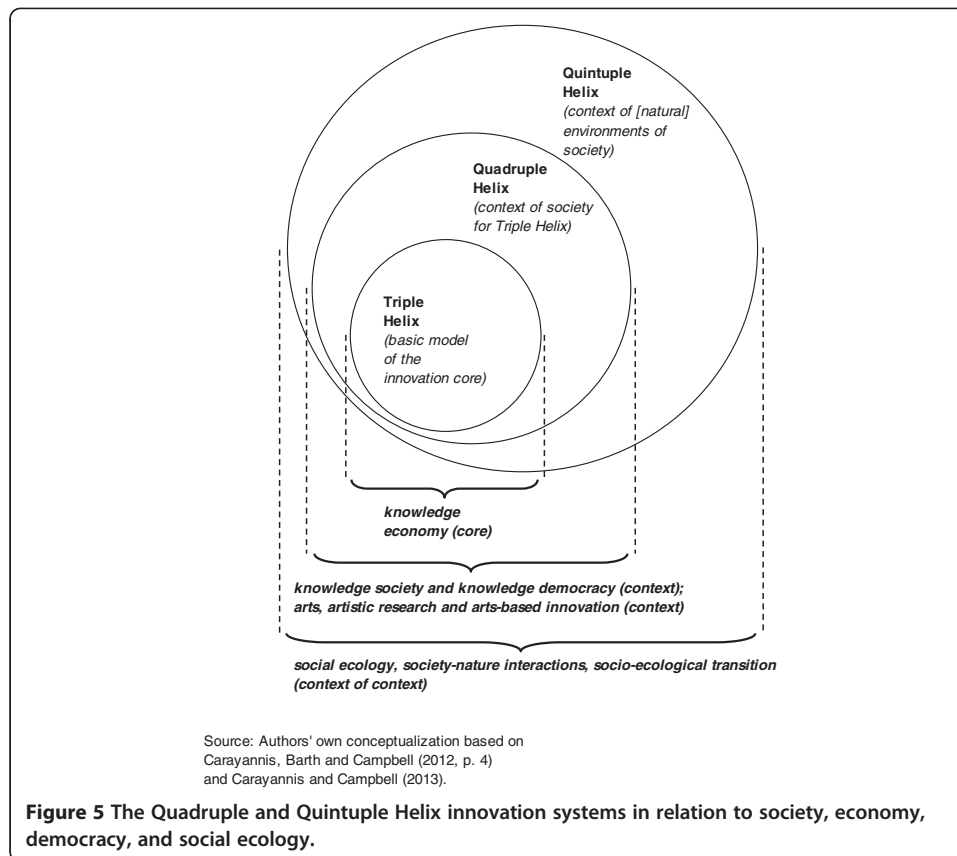 Quintuple
Helix
(context of [natural]
environments of
society)
Quadruple
Helix
(context of society
for Triple Helix)
Triple
Helix
(basic model
of the
innovation core)
knowledge
economy (core)
knowledge society and knowledge democracy (context);
arts, artistic research and arts-based innovation (context)
social ecology, society-nature interactions, socio-ecological transition
(context of context)
Source: Authors' own conceptualization based on
Carayannis, Barth and Campbell (2012, p. 4)
and Carayannis and Campbell (2013).
Figure 5 The Quadruple and Quintuple Helix innovation systems in relation to society, economy,
democracy, and social ecology.